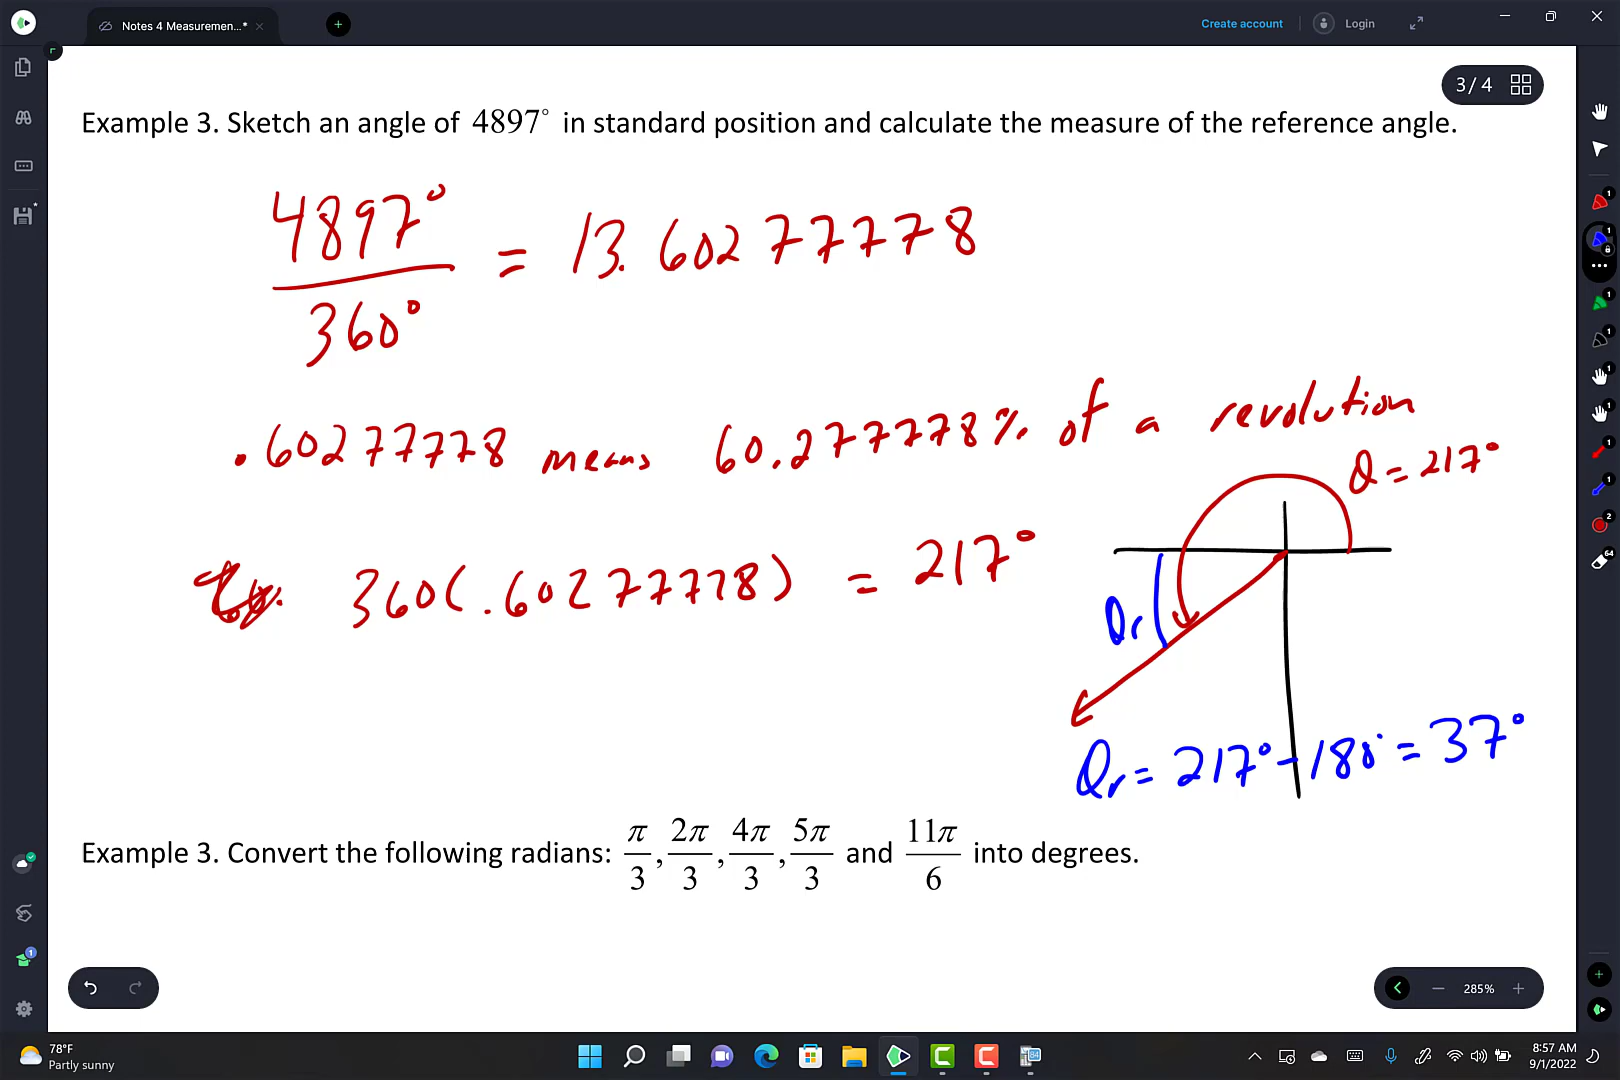 Notes 4 Measuremen...*
Create account
Login
3 / 4
Example 3. Sketch an angle of 4897° in standard position and calculate the measure of the reference angle.
4897°
360°
= 13.60277778
.60277778 means 60.277778% of a revolution
θ = 217°
360(.60277778) = 217°
θr
θr = 217° - 180° = 37°
Example 3. Convert the following radians: π/3, 2π/3, 4π/3, 5π/3 and 11π/6 into degrees.
285%
78°F
Partly sunny
8:57 AM
9/1/2022